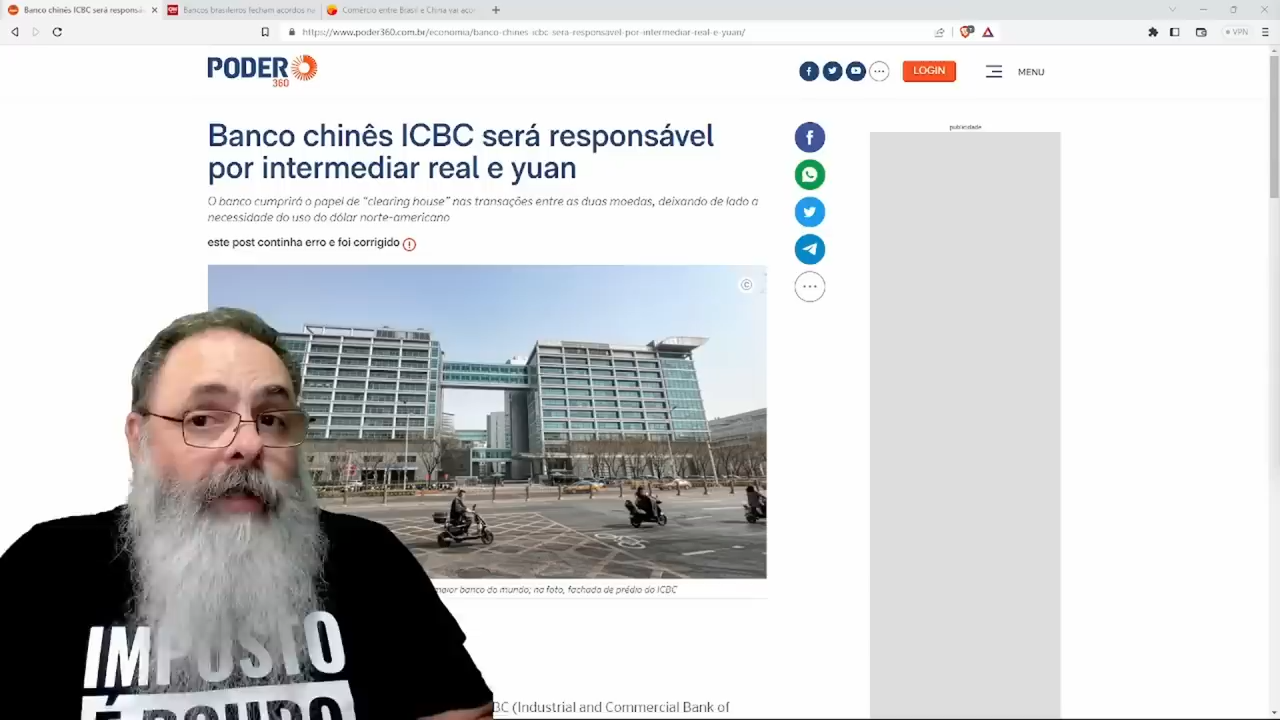 Banco chinês ICBC será responsá
Bancos brasileiros fecham acordos na
Comércio entre Brasil e China vai acor
https://www.poder360.com.br/economia/banco-chines-icbc-sera-responsavel-por-intermediar-real-e-yuan/
VPN
PODER
360
LOGIN
MENU
Banco chinês ICBC será responsável
por intermediar real e yuan
O banco cumprirá o papel de "clearing house" nas transações entre as duas moedas, deixando de lado a
necessidade do uso do dólar norte-americano
este post continha erro e foi corrigido
publicidade
maior banco do mundo; na foto, fachada de prédio do ICBC
IMPOSTO
É ROUBO
BC (Industrial and Commercial Bank of